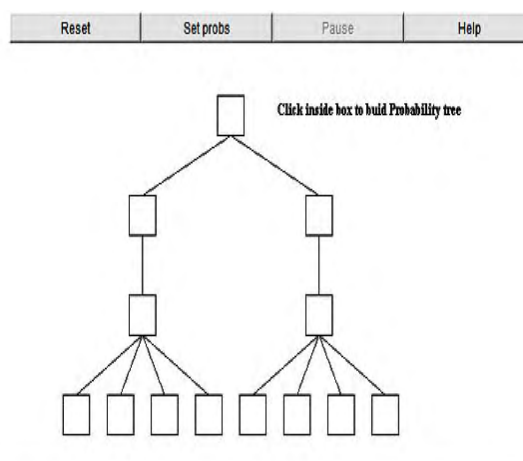 Reset Set probs Pause Help
Click inside box to buid Probability tree